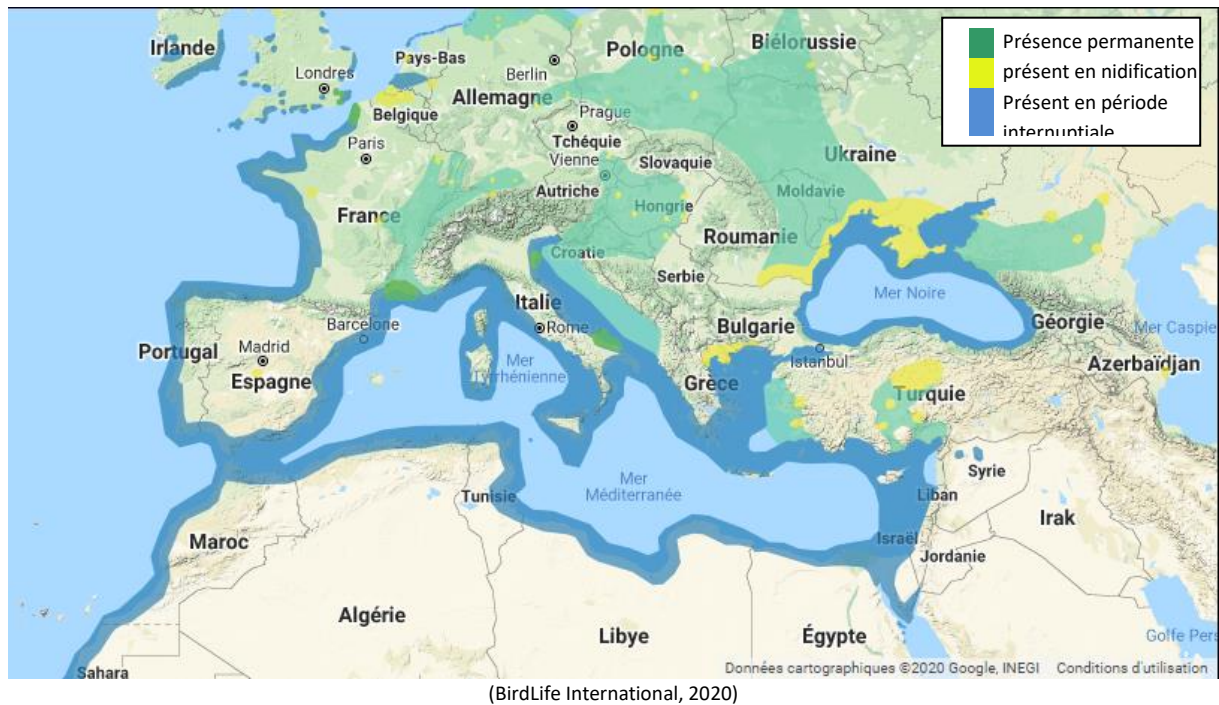 Présence permanente
présent en nidification
Présent en période
internuptiale
Irlande
Londres
Pays-Bas
Berlin
Pologne
Biélorussie
Allemagne
Belgique
Prague
Paris
Tchéquie
Vienne
Slovaquie
Ukraine
Autriche
Moldavie
Hongrie
France
Roumanie
Croatie
Serbie
Mer Noire
Italie
Barcelone
Rome
Bulgarie
Géorgie
Mer Caspie
Portugal
Madrid
Istanbul
Azerbaïdjan
Espagne
Mer
Tyrrhénienne
Grèce
Turquie
Mer
Méditerranée
Syrie
Tunisie
Liban
Irak
Maroc
Israël
Jordanie
Algérie
Libye
Égypte
Golfe Pers
Sahara
Données cartographiques ©2020 Google, INEGI Conditions d'utilisation
(BirdLife International, 2020)